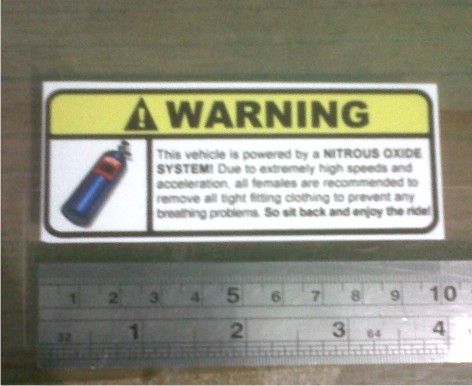 WARNING
This vehicle is powered by a NITROUS OXIDE
SYSTEM! Due to extremely high speeds and
acceleration, all females are recommended to
remove all tight fitting clothing to prevent any
breathing problems. So sit back and enjoy the ride!
1 2 3 4 5 6 7 8 9 10
32 1 2 3 64 4